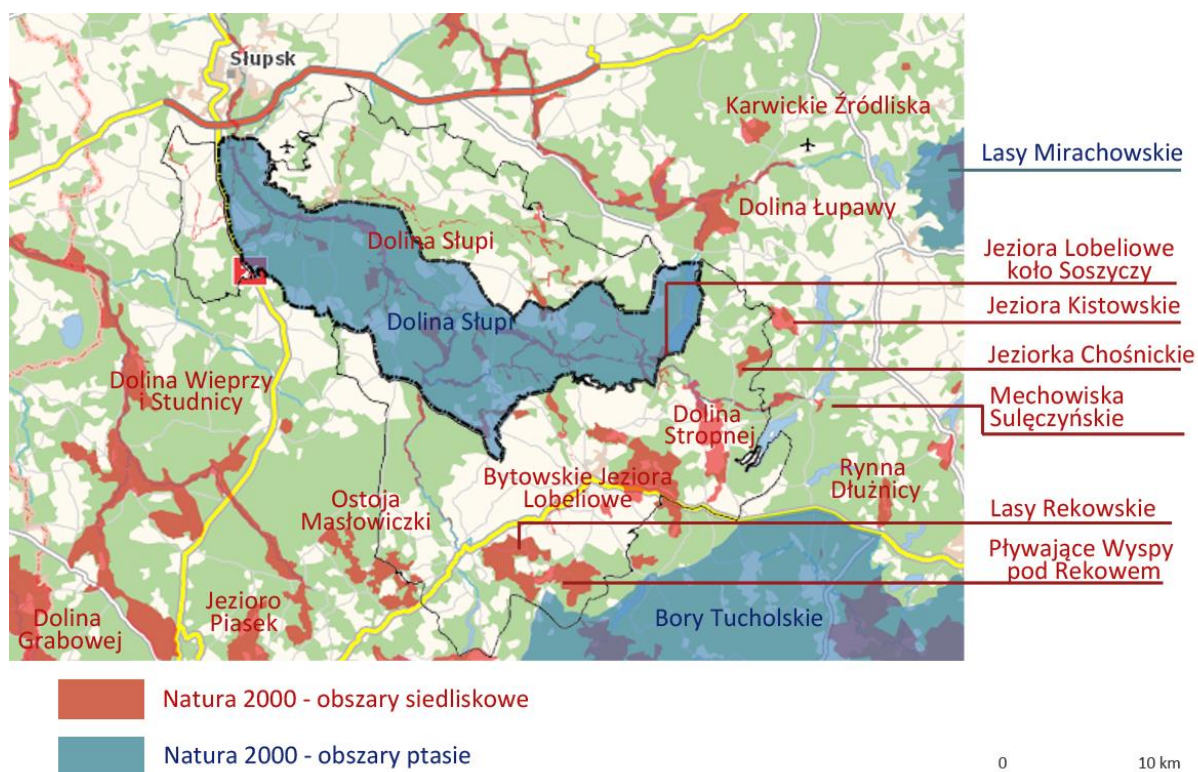 Słupsk
Karwickie Źródliska
Lasy Mirachowskie
Dolina Łupawy
Dolina Słupi
Jeziora Lobeliowe
koło Soszyczy
Jeziora Kistowskie
Dolina Słupi
Jeziorka Chośnickie
Dolina Wieprzy
i Studnicy
Mechowiska
Sulęczyńskie
Dolina
Stropnej
Bytowskie Jeziora
Lobeliowe
Rynna
Dłużnicy
Ostoja
Masłowiczki
Lasy Rekowskie
Pływające Wyspy
pod Rekowem
Jezioro
Piasek
Dolina
Grabowej
Bory Tucholskie
Natura 2000 - obszary siedliskowe
Natura 2000 - obszary ptasie
0 10 km